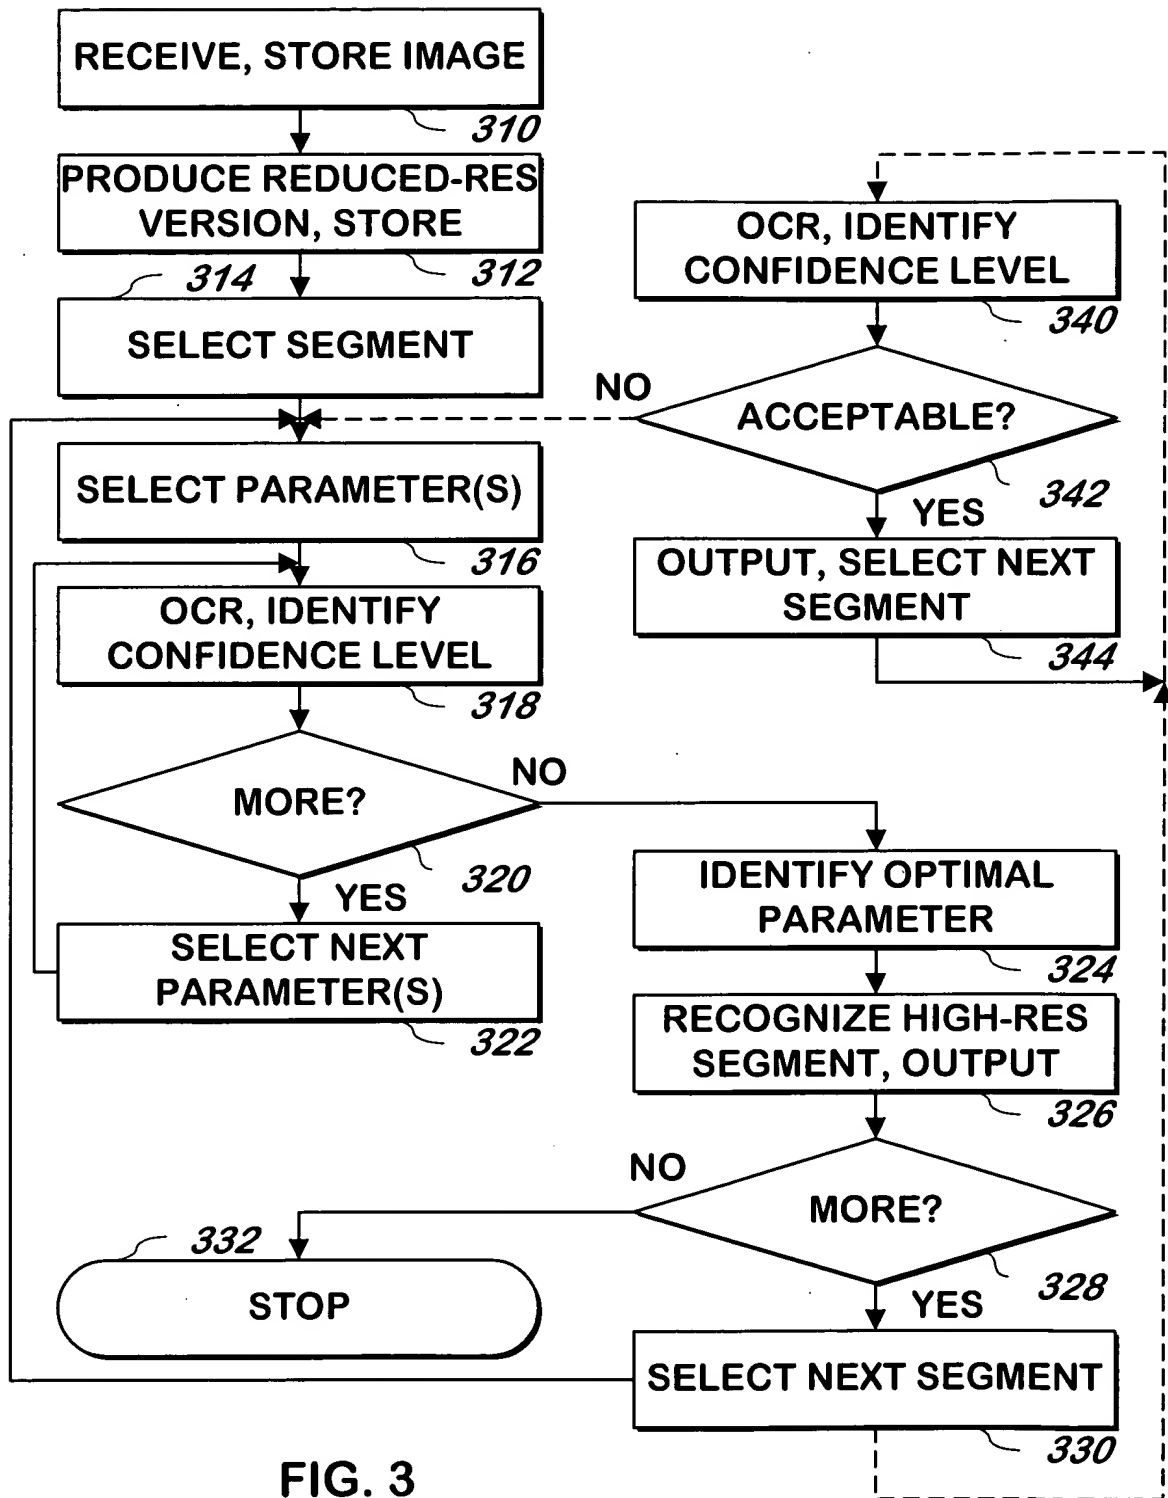 RECEIVE, STORE IMAGE
310
PRODUCE REDUCED-RES
VERSION, STORE
312
314
SELECT SEGMENT
SELECT PARAMETER(S)
316
OCR, IDENTIFY
CONFIDENCE LEVEL
318
MORE?
NO
320
YES
SELECT NEXT
PARAMETER(S)
322
OCR, IDENTIFY
CONFIDENCE LEVEL
340
NO
ACCEPTABLE?
342
YES
OUTPUT, SELECT NEXT
SEGMENT
344
IDENTIFY OPTIMAL
PARAMETER
324
RECOGNIZE HIGH-RES
SEGMENT, OUTPUT
326
NO
MORE?
328
YES
332
STOP
SELECT NEXT SEGMENT
330
FIG. 3